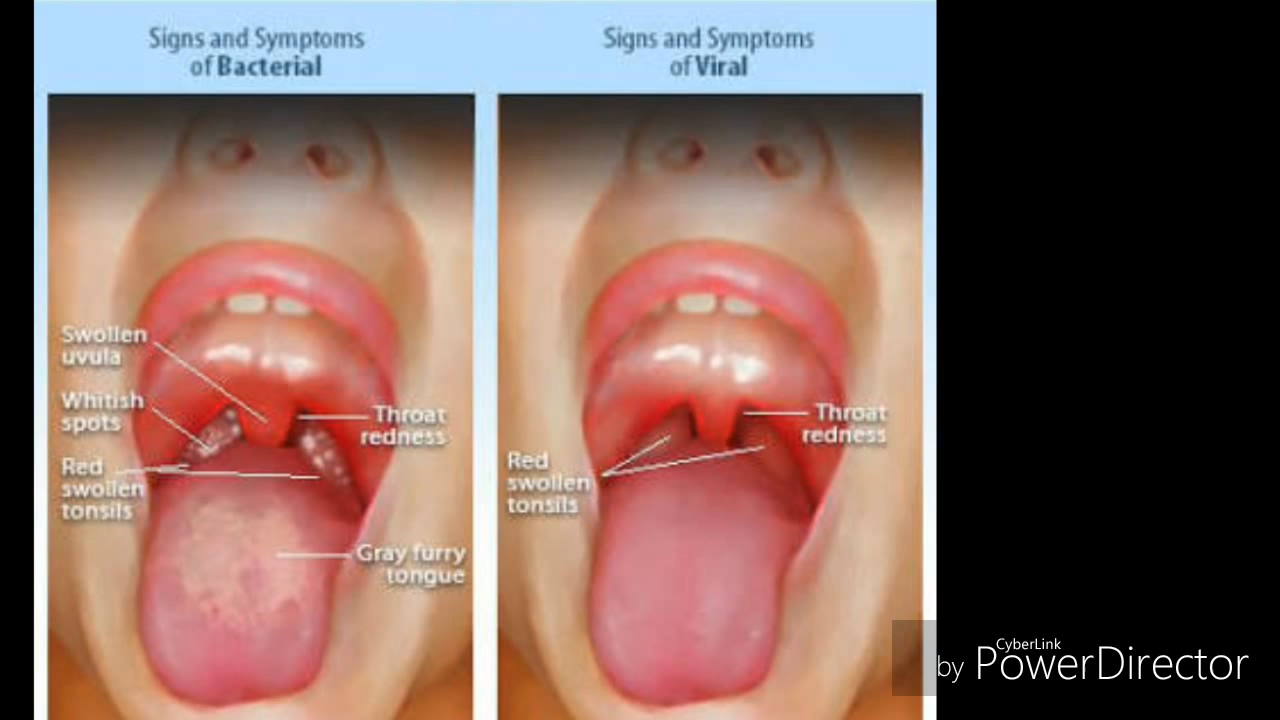 Signs and Symptoms
of Bacterial
Swollen
uvula
Whitish
spots
Red
swollen
tonsils
Throat
redness
Gray furry
tongue
Signs and Symptoms
of Viral
Red
swollen
tonsils
Throat
redness
CyberLink
by PowerDirector